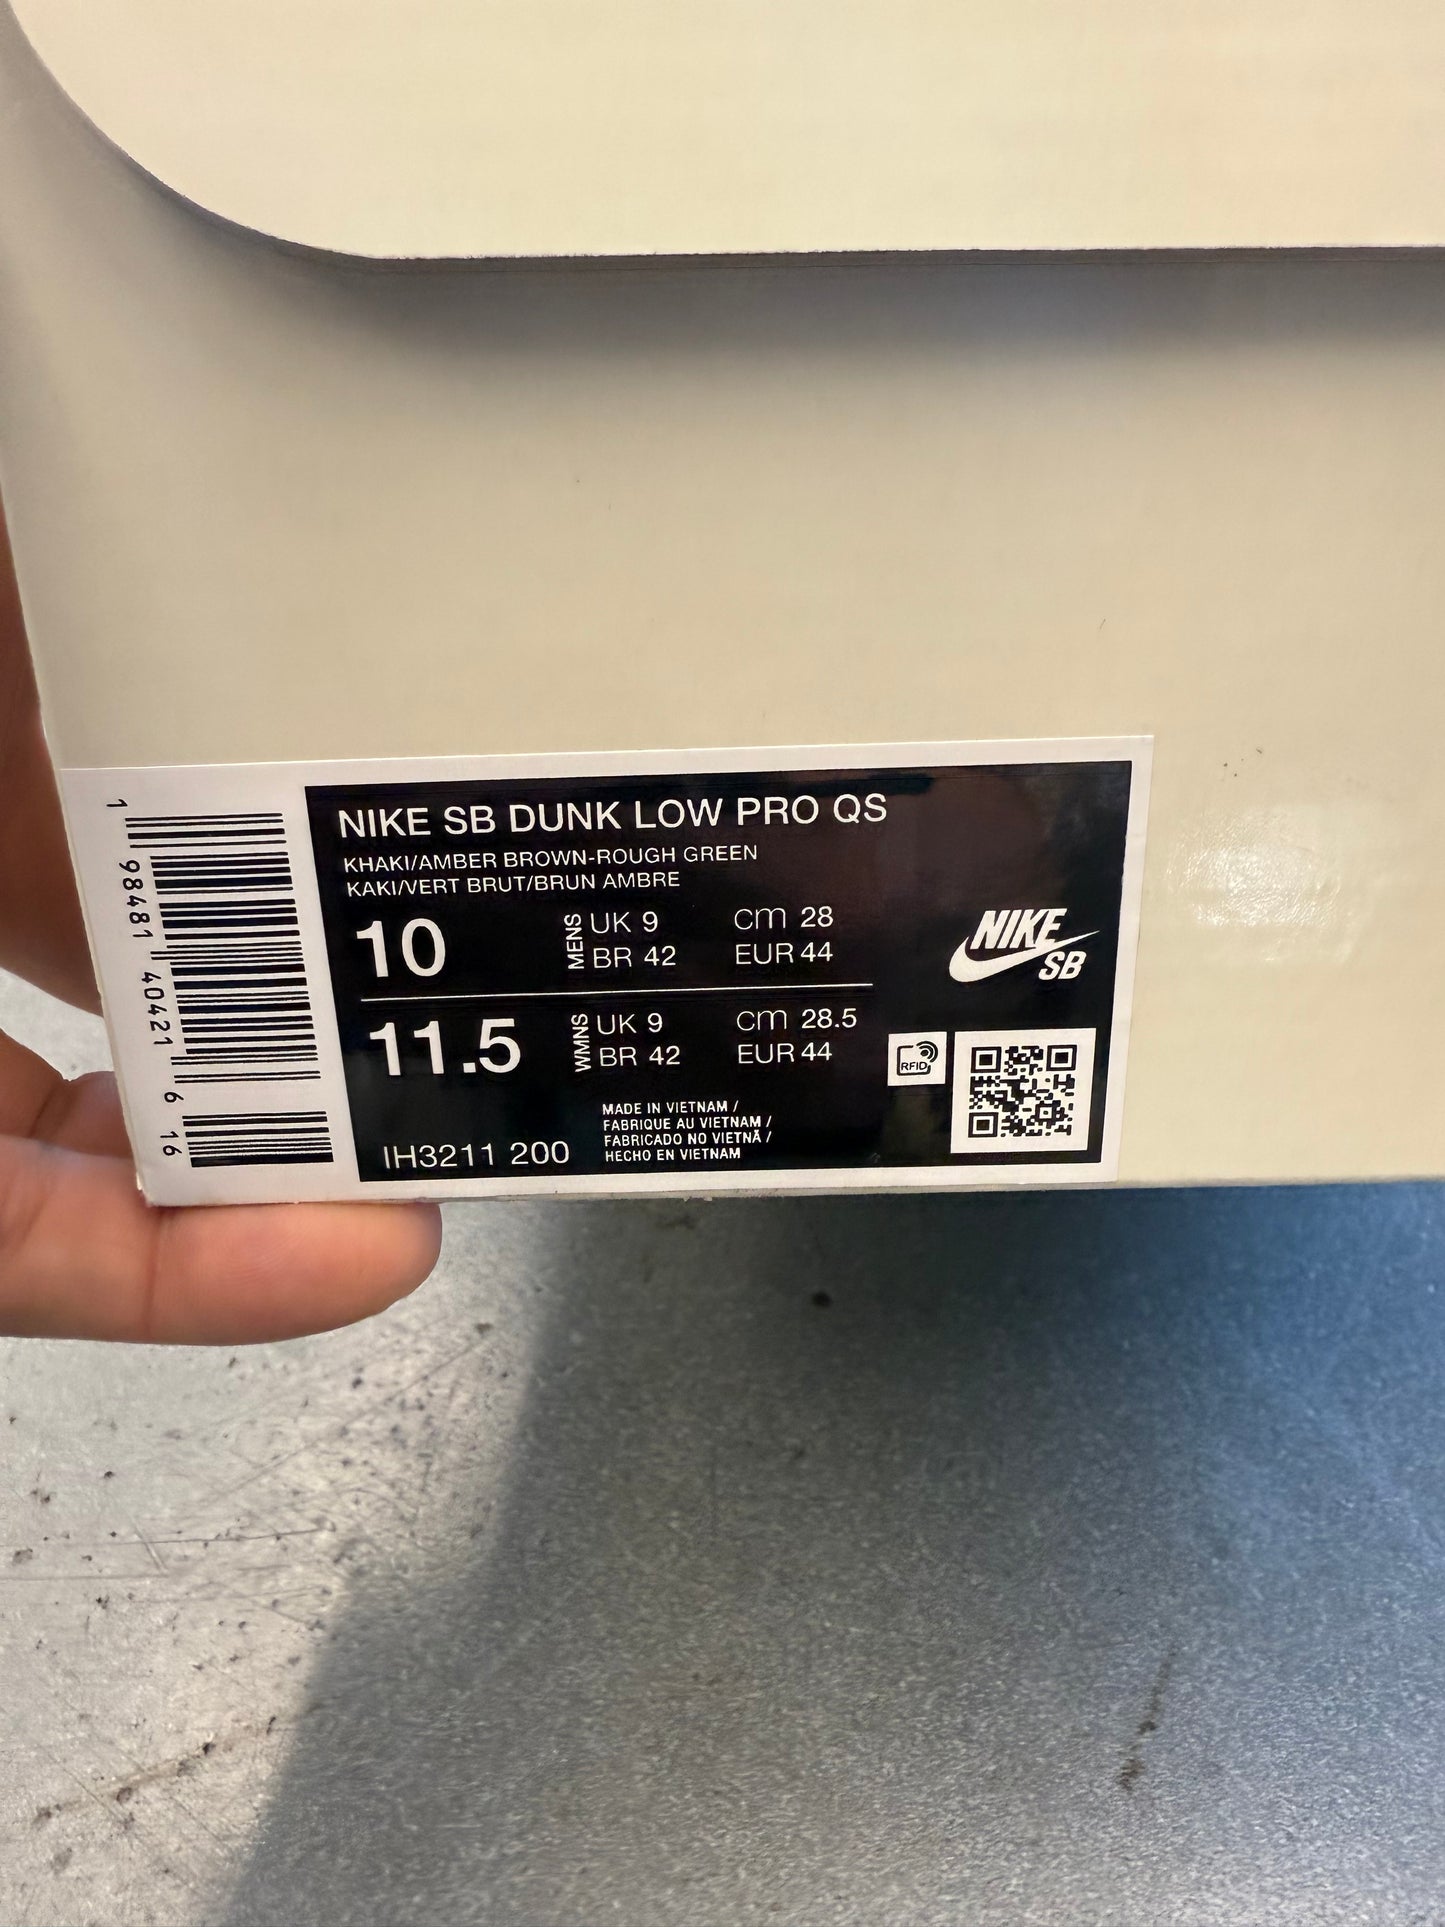 NIKE SB DUNK LOW PRO QS
KHAKI/AMBER BROWN-ROUGH GREEN
KAKI/VERT BRUT/BRUN AMBRE
10 MENS UK 9 cm 28
BR 42 EUR 44
11.5 WMNS UK 9 cm 28.5
BR 42 EUR 44
NIKE
SB
RFID
MADE IN VIETNAM /
FABRIQUE AU VIETNAM /
FABRICADO NO VIETNÃ /
HECHO EN VIETNAM
IH3211 200
1 98481 40421 6 16